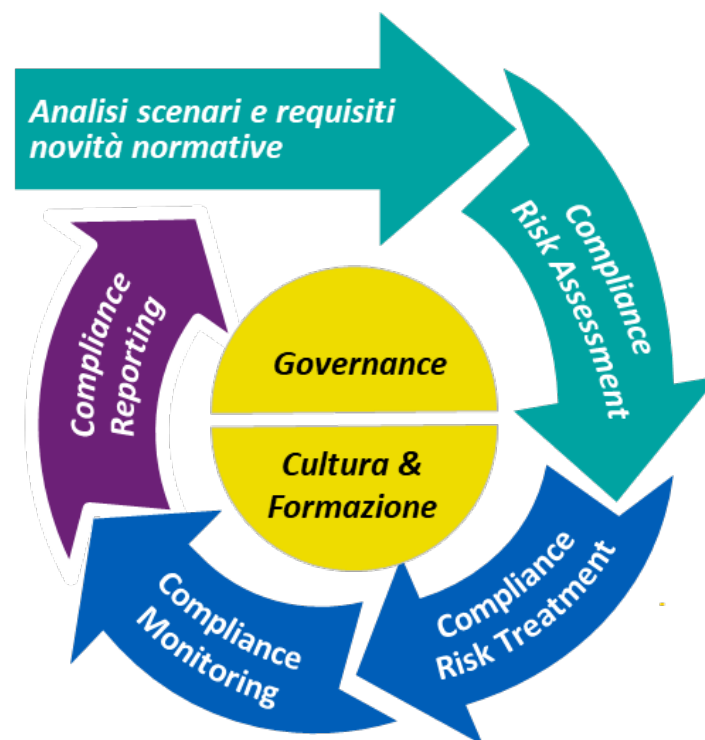 Analisi scenari e requisiti
novità normative
Compliance
Risk Assessment
Compliance
Risk Treatment
Compliance
Monitoring
Compliance
Reporting
Governance
Cultura &
Formazione